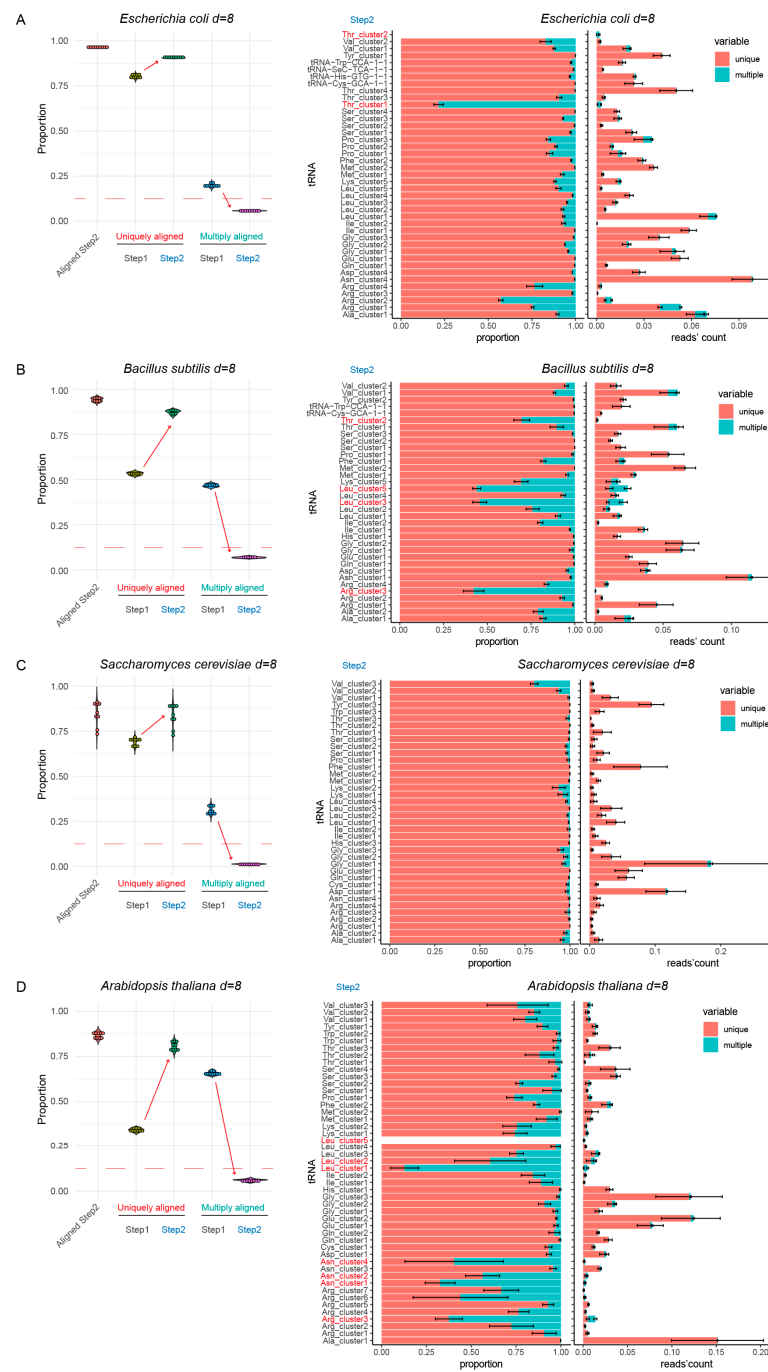 A
Escherichia coli d=8
Proportion
1.00
0.75
0.50
0.25
0.00
Aligned Step2
Uniquely aligned
Multiply aligned
Step1
Step2
Step1
Step2
Step2
Escherichia coli d=8
tRNA
Thr_cluster2
Val_cluster2
Val_cluster1
Tyr_cluster1
tRNA-Trp-CCA-1-1
tRNA-SeC-TCA-1-1
tRNA-His-GTG-1-1
tRNA-Cys-GCA-1-1
Thr_cluster4
Thr_cluster3
Thr_cluster1
Ser_cluster4
Ser_cluster3
Ser_cluster2
Ser_cluster1
Pro_cluster3
Pro_cluster2
Pro_cluster1
Phe_cluster2
Met_cluster2
Met_cluster1
Lys_cluster5
Leu_cluster5
Leu_cluster4
Leu_cluster3
Leu_cluster2
Leu_cluster1
Ile_cluster2
Ile_cluster1
Gly_cluster3
Gly_cluster2
Gly_cluster1
Glu_cluster1
Gln_cluster1
Asp_cluster4
Asn_cluster4
Arg_cluster4
Arg_cluster3
Arg_cluster2
Arg_cluster1
Ala_cluster1
0.00 0.25 0.50 0.75 1.00
proportion
0.00 0.03 0.06 0.09
reads' count
variable
unique
multiple
B
Bacillus subtilis d=8
Proportion
1.00
0.75
0.50
0.25
0.00
Aligned Step2
Uniquely aligned
Multiply aligned
Step1
Step2
Step1
Step2
Step2
Bacillus subtilis d=8
tRNA
Val_cluster2
Val_cluster1
Tyr_cluster2
tRNA-Trp-CCA-1-1
tRNA-Cys-GCA-1-1
Thr_cluster2
Thr_cluster1
Ser_cluster3
Ser_cluster2
Ser_cluster1
Pro_cluster1
Phe_cluster1
Met_cluster2
Met_cluster1
Lys_cluster5
Leu_cluster5
Leu_cluster4
Leu_cluster3
Leu_cluster2
Leu_cluster1
Ile_cluster2
Ile_cluster1
His_cluster1
Gly_cluster2
Gly_cluster1
Glu_cluster1
Gln_cluster1
Asp_cluster1
Asn_cluster1
Arg_cluster4
Arg_cluster3
Arg_cluster2
Arg_cluster1
Ala_cluster2
Ala_cluster1
0.00 0.25 0.50 0.75 1.00
proportion
0.00 0.05 0.10
reads' count
variable
unique
multiple
C
Saccharomyces cerevisiae d=8
Proportion
1.00
0.75
0.50
0.25
0.00
Aligned Step2
Uniquely aligned
Multiply aligned
Step1
Step2
Step1
Step2
Step2
Saccharomyces cerevisiae d=8
tRNA
Val_cluster3
Val_cluster2
Val_cluster1
Tyr_cluster3
Trp_cluster3
Thr_cluster3
Thr_cluster2
Thr_cluster1
Ser_cluster3
Ser_cluster2
Ser_cluster1
Pro_cluster1
Phe_cluster1
Met_cluster2
Met_cluster1
Lys_cluster2
Lys_cluster1
Leu_cluster4
Leu_cluster3
Leu_cluster2
Leu_cluster1
Ile_cluster2
Ile_cluster1
His_cluster3
Gly_cluster3
Gly_cluster2
Gly_cluster1
Glu_cluster1
Gln_cluster1
Cys_cluster1
Asp_cluster1
Asn_cluster4
Arg_cluster4
Arg_cluster3
Arg_cluster2
Arg_cluster1
Ala_cluster2
Ala_cluster1
0.00 0.25 0.50 0.75 1.00
proportion
0.0 0.1 0.2
reads'count
variable
unique
multiple
D
Arabidopsis thaliana d=8
Proportion
1.00
0.75
0.50
0.25
0.00
Aligned Step2
Uniquely aligned
Multiply aligned
Step1
Step2
Step1
Step2
Step2
Arabidopsis thaliana d=8
tRNA
Val_cluster3
Val_cluster2
Val_cluster1
Tyr_cluster1
Trp_cluster2
Trp_cluster1
Thr_cluster3
Thr_cluster2
Thr_cluster1
Ser_cluster4
Ser_cluster3
Ser_cluster2
Ser_cluster1
Pro_cluster1
Phe_cluster2
Met_cluster2
Met_cluster1
Lys_cluster2
Lys_cluster1
Leu_cluster5
Leu_cluster4
Leu_cluster3
Leu_cluster2
Leu_cluster1
Ile_cluster2
Ile_cluster1
His_cluster1
Gly_cluster3
Gly_cluster2
Gly_cluster1
Glu_cluster2
Glu_cluster1
Gln_cluster2
Gln_cluster1
Cys_cluster1
Asp_cluster1
Asn_cluster4
Asn_cluster3
Asn_cluster2
Asn_cluster1
Arg_cluster7
Arg_cluster6
Arg_cluster5
Arg_cluster4
Arg_cluster3
Arg_cluster2
Arg_cluster1
Ala_cluster1
0.00 0.25 0.50 0.75 1.00
proportion
0.00 0.05 0.10 0.15 0.20
reads'count
variable
unique
multiple